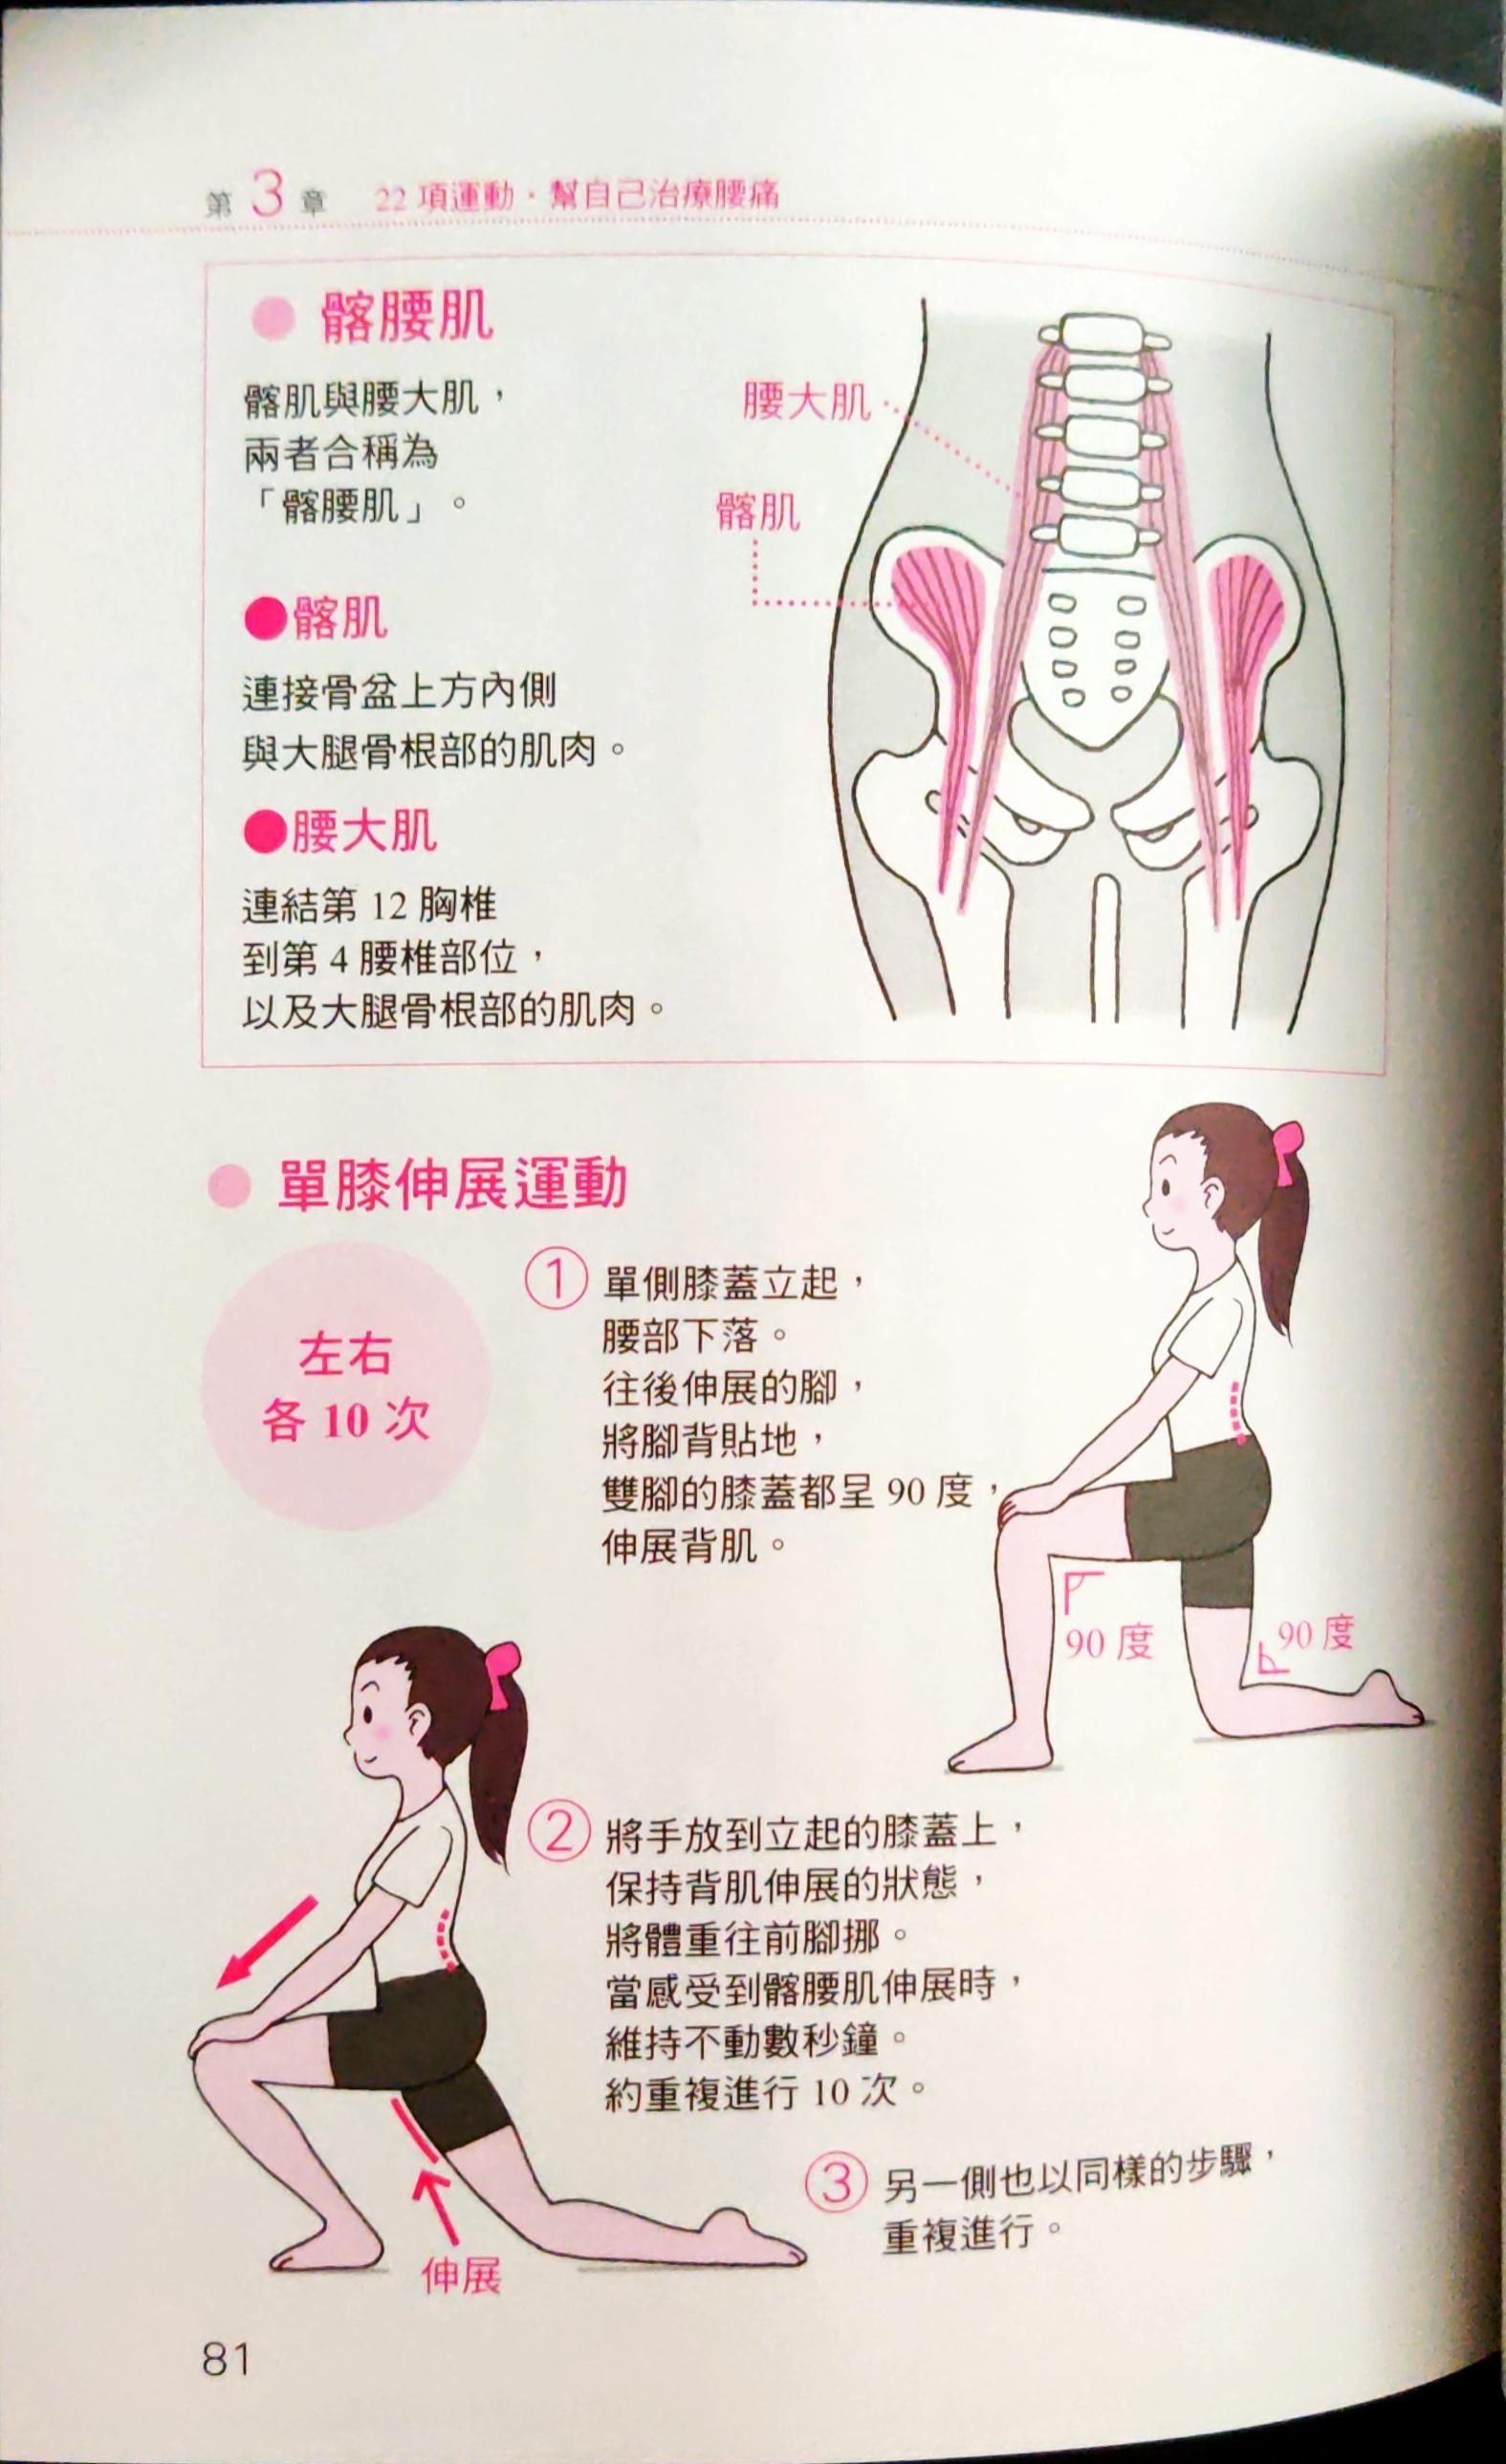 第3章 22項運動・幫自己治療腰痛
髂腰肌
髂肌與腰大肌，
兩者合稱為
「髂腰肌」。
腰大肌
髂肌
髂肌
連接骨盆上方內側
與大腿骨根部的肌肉。
腰大肌
連結第12胸椎
到第4腰椎部位，
以及大腿骨根部的肌肉。
單膝伸展運動
左右
各10次
① 單側膝蓋立起，
腰部下落。
往後伸展的腳，
將腳背貼地，
雙腳的膝蓋都呈90度，
伸展背肌。
90度
90度
② 將手放到立起的膝蓋上，
保持背肌伸展的狀態，
將體重往前腳挪。
當感受到髂腰肌伸展時，
維持不動數秒鐘。
約重複進行10次。
伸展
③ 另一側也以同樣的步驟，
重複進行。
81